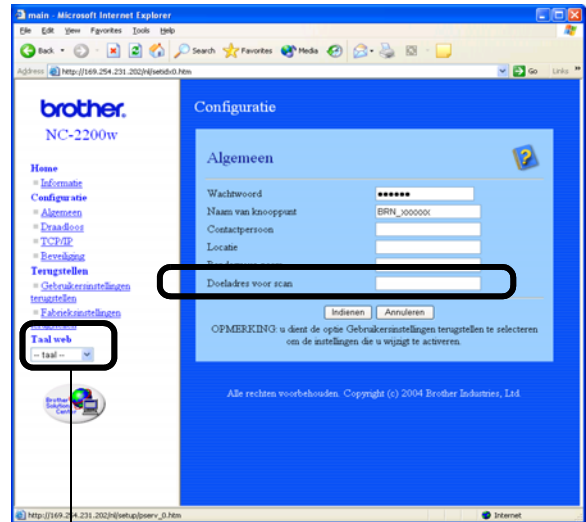 main - Microsoft Internet Explorer
File Edit View Favorites Tools Help
Back Search Favorites Media
Address http://169.254.231.202/nl/setidx0.htm Go Links »
brother.
NC-2200w
Home
Informatie
Configuratie
Algemeen
Draadloos
TCP/IP
Beveiliging
Terugstellen
Gebruikersinstellingen
terugstellen
Fabrieksinstellingen
Taal web
-- taal --
Brother
Solutions
Center
Configuratie
Algemeen
Wachtwoord ●●●●●●
Naam van knooppunt BRN_xxxxxx
Contactpersoon
Locatie
Doeladres voor scan
Indienen Annuleren
OPMERKING: u dient de optie Gebruikersinstellingen terugstellen te selecteren
om de instellingen die u wijzigt te activeren.
Alle rechten voorbehouden. Copyright (c) 2004 Brother Industries, Ltd.
http://169.254.231.202/nl/setup/pserv_0.htm Internet